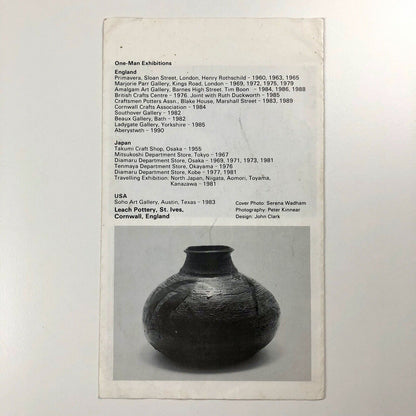 One-Man Exhibitions
England
Primavera, Sloan Street, London, Henry Rothschild – 1960, 1963, 1965
Marjorie Parr Gallery, Kings Road, London – 1969, 1972, 1975, 1979
Amalgam Art Gallery, Barnes High Street. Tim Boon – 1984, 1986, 1988
British Crafts Centre – 1976. Joint with Ruth Duckworth – 1985
Craftsmen Potters Assn., Blake House, Marshall Street – 1983, 1989
Cornwall Crafts Association – 1984
Southover Gallery – 1982
Beaux Gallery, Bath – 1982
Ladygate Gallery, Yorkshire – 1985
Aberystwyth – 1990
Japan
Takumi Craft Shop, Osaka – 1955
Mitsukoshi Department Store, Tokyo – 1967
Diamaru Department Store, Osaka – 1969, 1971, 1973, 1981
Tenmaya Department Store, Okayama – 1976
Diamaru Department Store, Kobe – 1977, 1981
Travelling Exhibition: North Japan, Niigata, Aomori, Toyama,
Kanazawa – 1981
USA
Soho Art Gallery, Austin, Texas – 1983
Leach Pottery, St. Ives,
Cornwall, England
Cover Photo: Serena Wadham
Photography: Peter Kinnear
Design: John Clark